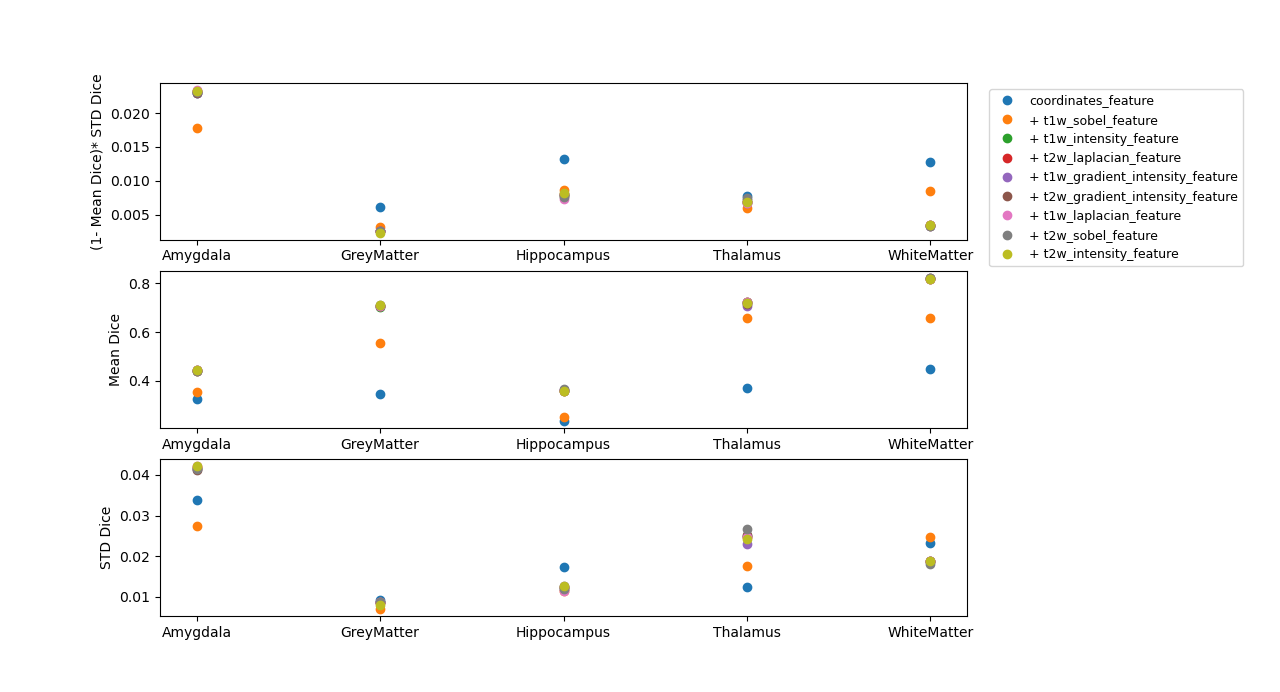 (1- Mean Dice)* STD Dice
0.020
0.015
0.010
0.005
Amygdala GreyMatter Hippocampus Thalamus WhiteMatter
coordinates_feature
+ t1w_sobel_feature
+ t1w_intensity_feature
+ t2w_laplacian_feature
+ t1w_gradient_intensity_feature
+ t2w_gradient_intensity_feature
+ t1w_laplacian_feature
+ t2w_sobel_feature
+ t2w_intensity_feature
Mean Dice
0.8
0.6
0.4
Amygdala GreyMatter Hippocampus Thalamus WhiteMatter
STD Dice
0.04
0.03
0.02
0.01
Amygdala GreyMatter Hippocampus Thalamus WhiteMatter